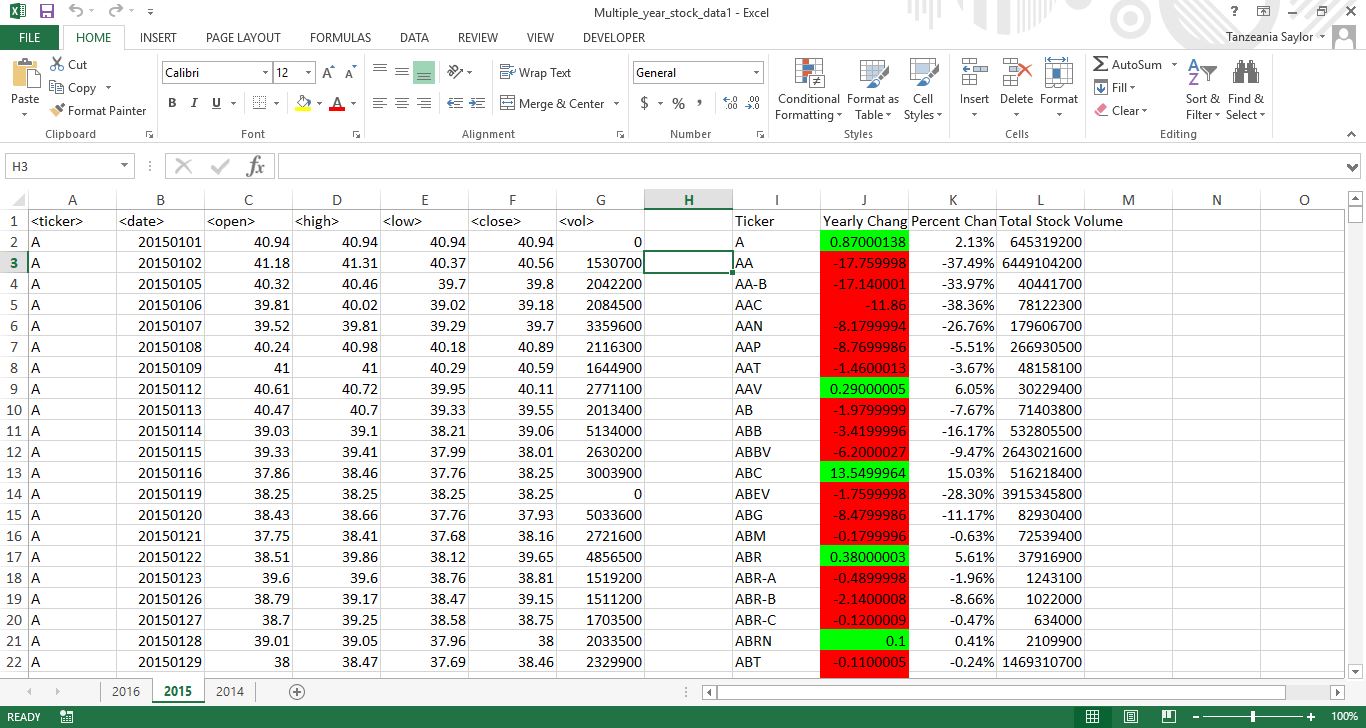 Multiple_year_stock_data1 - Excel
?
FILE HOME INSERT PAGE LAYOUT FORMULAS DATA REVIEW VIEW DEVELOPER Tanzeania Saylor
Paste Cut Copy Format Painter Clipboard
Calibri 12 B I U A A A Font
Wrap Text Merge & Center Alignment
General $ % , Number
Conditional Formatting Format as Table Cell Styles Styles
Insert Delete Format Cells
AutoSum Fill Clear Sort & Filter Find & Select Editing
H3 fx
A B C D E F G H I J K L M N O
1 <ticker> <date> <open> <high> <low> <close> <vol> Ticker Yearly Chang Percent Chan Total Stock Volume
2 A 20150101 40.94 40.94 40.94 40.94 0 A 0.87000138 2.13% 645319200
3 A 20150102 41.18 41.31 40.37 40.56 1530700 AA -17.759998 -37.49% 6449104200
4 A 20150105 40.32 40.46 39.7 39.8 2042200 AA-B -17.140001 -33.97% 40441700
5 A 20150106 39.81 40.02 39.02 39.18 2084500 AAC -11.86 -38.36% 78122300
6 A 20150107 39.52 39.81 39.29 39.7 3359600 AAN -8.1799994 -26.76% 179606700
7 A 20150108 40.24 40.98 40.18 40.89 2116300 AAP -8.7699986 -5.51% 266930500
8 A 20150109 41 41 40.29 40.59 1644900 AAT -1.4600013 -3.67% 48158100
9 A 20150112 40.61 40.72 39.95 40.11 2771100 AAV 0.29000005 6.05% 30229400
10 A 20150113 40.47 40.7 39.33 39.55 2013400 AB -1.9799999 -7.67% 71403800
11 A 20150114 39.03 39.1 38.21 39.06 5134000 ABB -3.4199996 -16.17% 532805500
12 A 20150115 39.33 39.41 37.99 38.01 2630200 ABBV -6.2000027 -9.47% 2643021600
13 A 20150116 37.86 38.46 37.76 38.25 3003900 ABC 13.5499964 15.03% 516218400
14 A 20150119 38.25 38.25 38.25 38.25 0 ABEV -1.7599998 -28.30% 3915345800
15 A 20150120 38.43 38.66 37.76 37.93 5033600 ABG -8.4799986 -11.17% 82930400
16 A 20150121 37.75 38.41 37.68 38.16 2721600 ABM -0.1799996 -0.63% 72539400
17 A 20150122 38.51 39.86 38.12 39.65 4856500 ABR 0.38000003 5.61% 37916900
18 A 20150123 39.6 39.6 38.76 38.81 1519200 ABR-A -0.4899998 -1.96% 1243100
19 A 20150126 38.79 39.17 38.47 39.15 1511200 ABR-B -2.1400008 -8.66% 1022000
20 A 20150127 38.7 39.25 38.58 38.75 1703500 ABR-C -0.1200009 -0.47% 634000
21 A 20150128 39.01 39.05 37.96 38 2033500 ABRN 0.1 0.41% 2109900
22 A 20150129 38 38.47 37.69 38.46 2329900 ABT -0.1100005 -0.24% 1469310700
2016 2015 2014
READY 100%